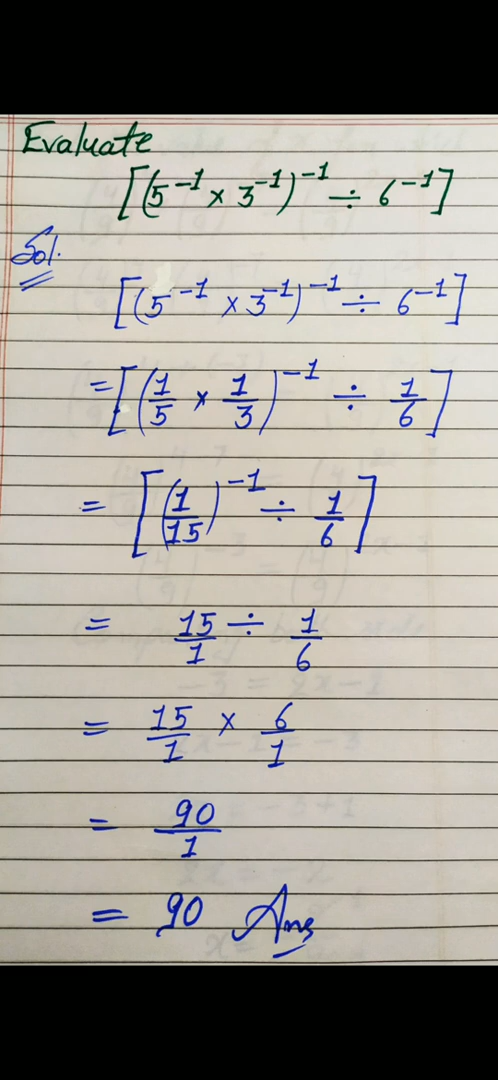 Evaluate
[(5⁻¹ × 3⁻¹)⁻¹ ÷ 6⁻¹]
Sol.
[(5⁻¹ × 3⁻¹)⁻¹ ÷ 6⁻¹]
= [(1/5 × 1/3)⁻¹ ÷ 1/6]
= [(1/15)⁻¹ ÷ 1/6]
= 15/1 ÷ 1/6
= 15/1 × 6/1
= 90/1
= 90 Ans